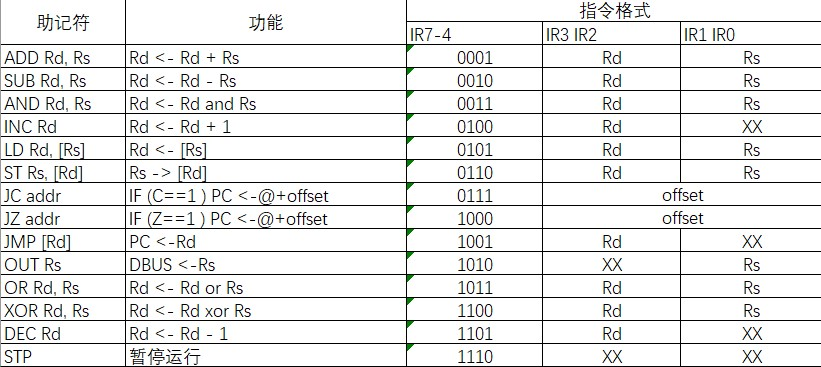 助记符 功能 指令格式
IR7-4 IR3 IR2 IR1 IR0
ADD Rd, Rs Rd <- Rd + Rs 0001 Rd Rs
SUB Rd, Rs Rd <- Rd - Rs 0010 Rd Rs
AND Rd, Rs Rd <- Rd and Rs 0011 Rd Rs
INC Rd Rd <- Rd + 1 0100 Rd XX
LD Rd, [Rs] Rd <- [Rs] 0101 Rd Rs
ST Rs, [Rd] Rs -> [Rd] 0110 Rd Rs
JC addr IF (C==1 ) PC <-@+offset 0111 offset
JZ addr IF (Z==1 ) PC <-@+offset 1000 offset
JMP [Rd] PC <-Rd 1001 Rd XX
OUT Rs DBUS <-Rs 1010 XX Rs
OR Rd, Rs Rd <- Rd or Rs 1011 Rd Rs
XOR Rd, Rs Rd <- Rd xor Rs 1100 Rd Rs
DEC Rd Rd <- Rd - 1 1101 Rd XX
STP 暂停运行 1110 XX XX